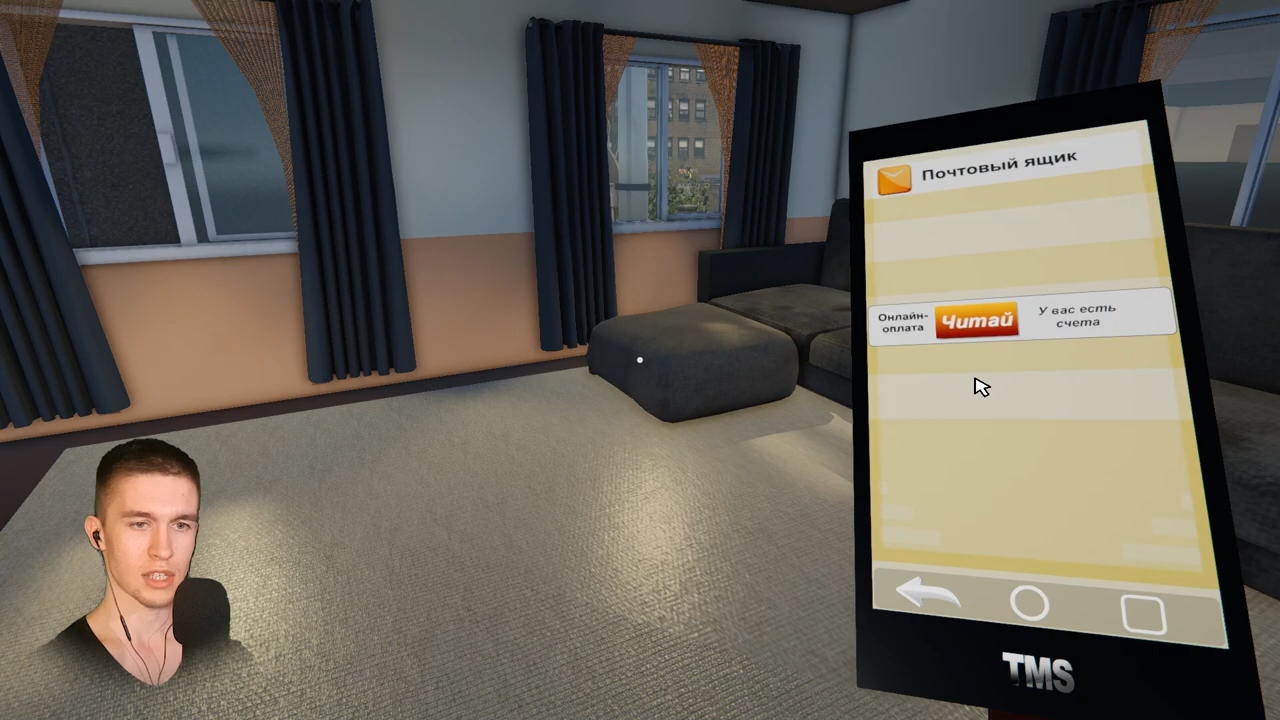 Почтовый ящик
Онлайн-
оплата
Читай
У вас есть
счета
TMS